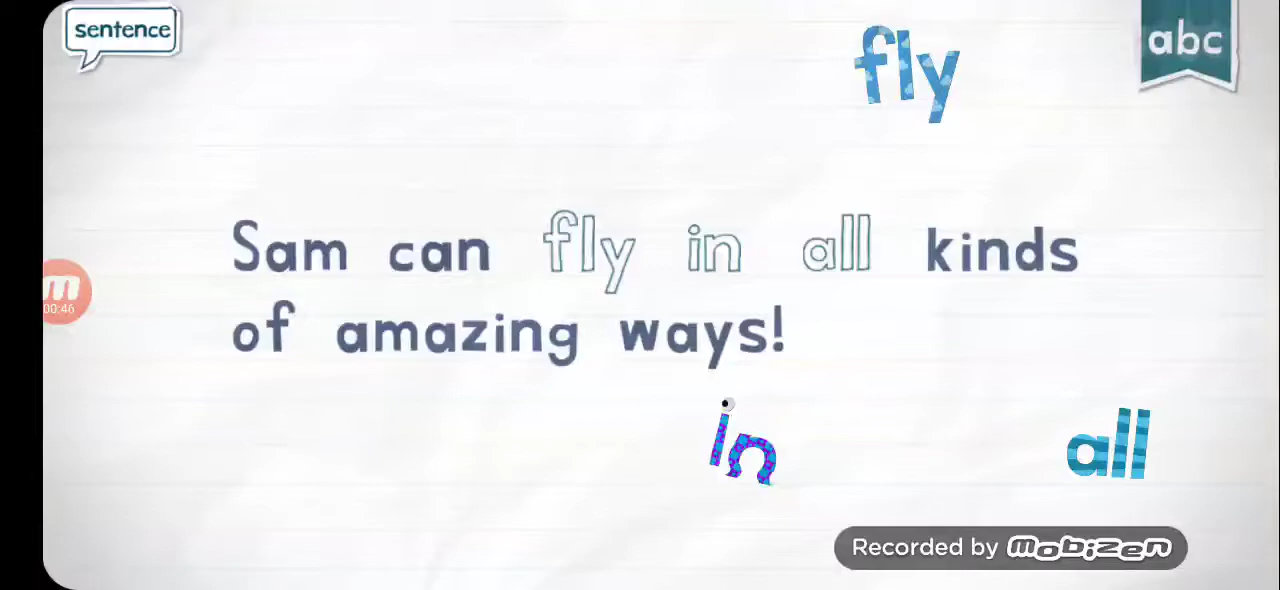 sentence
fly
abc
Sam can fly in all kinds
of amazing ways!
m
00:46
in
all
Recorded by mobizen